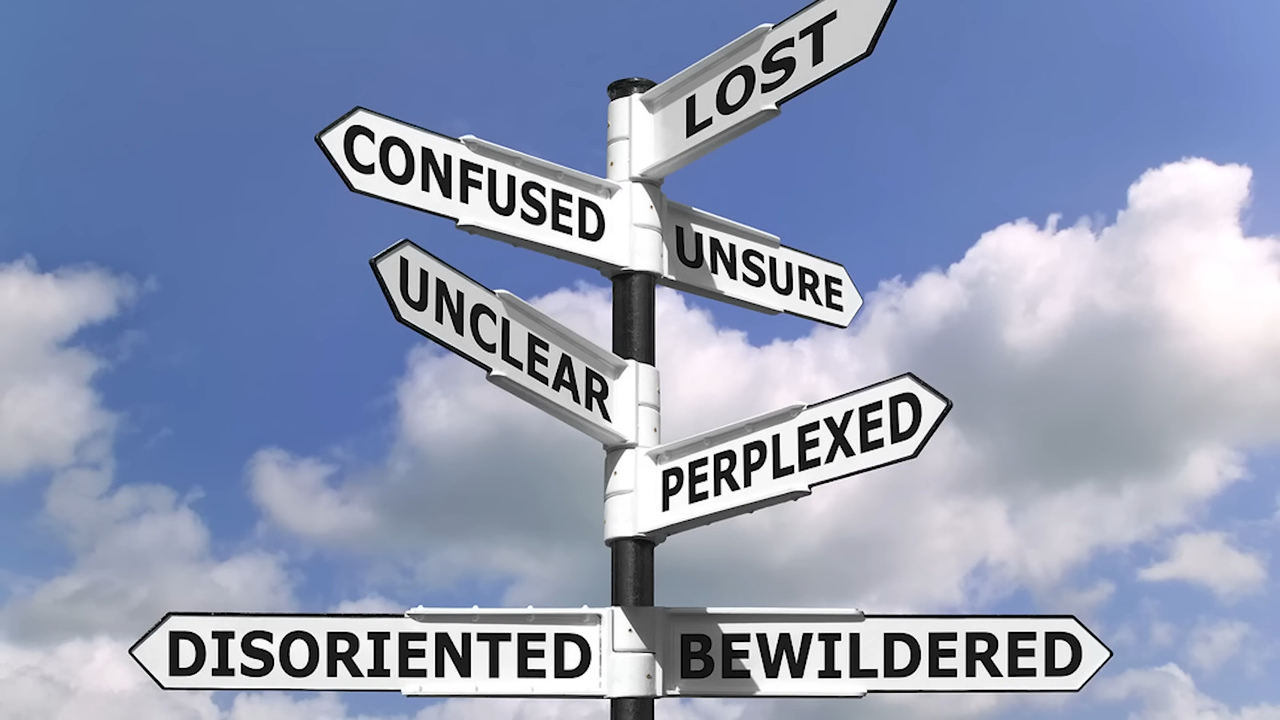 LOST
CONFUSED
UNSURE
UNCLEAR
PERPLEXED
DISORIENTED
BEWILDERED